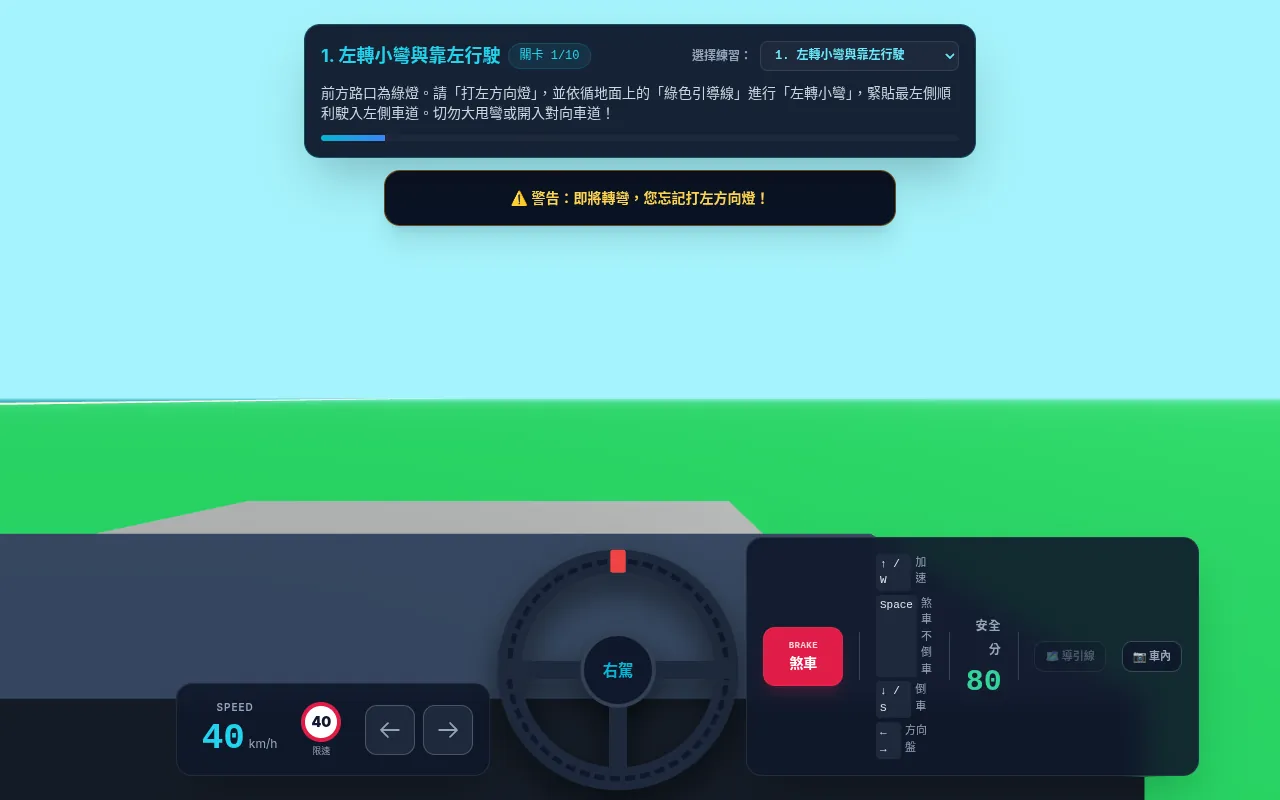 1. 左轉小彎與靠左行駛
關卡 1/10
選擇練習：
1. 左轉小彎與靠左行駛
前方路口為綠燈。請「打左方向燈」，並依循地面上的「綠色引導線」進行「左轉小彎」，緊貼最左側順
利駛入左側車道。切勿大甩彎或開入對向車道！
⚠️ 警告：即將轉彎，您忘記打左方向燈！
SPEED
40 km/h
40
限速
←
→
右駕
BRAKE
煞車
↑ /
W
加
速
Space
煞
車
不
倒
車
↓ /
S
倒
車
←
→
方向
盤
安全
分
80
🗺️ 導引線
📷 車內